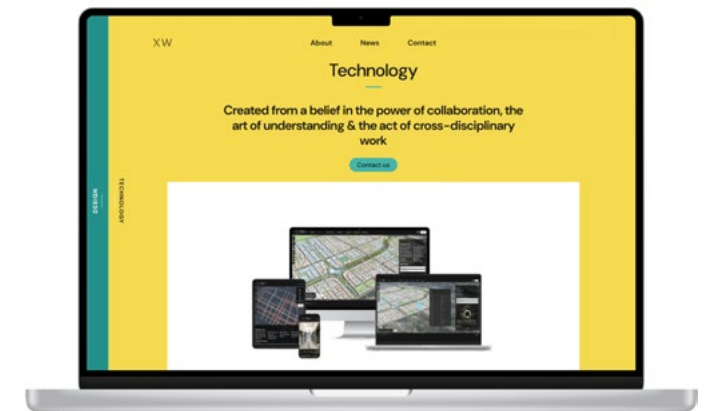 XW
About News Contact
Technology
Created from a belief in the power of collaboration, the
art of understanding & the act of cross-disciplinary
work
Contact us
DESIGN
TECHNOLOGY